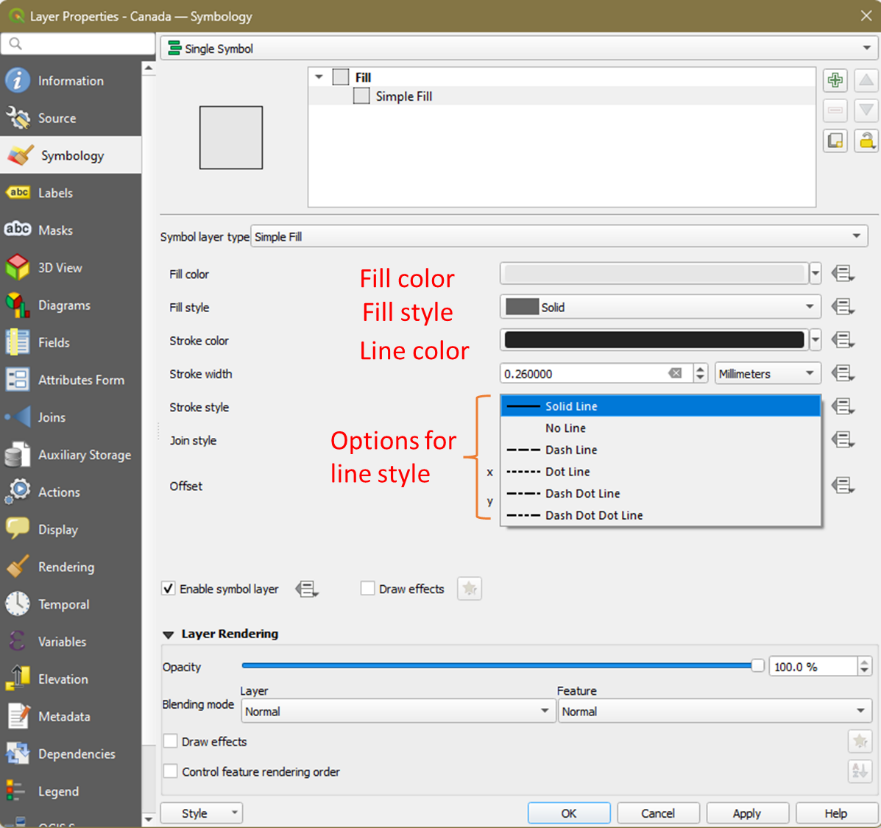 Layer Properties - Canada — Symbology
Single Symbol
Information
Source
Symbology
Labels
Masks
3D View
Diagrams
Fields
Attributes Form
Joins
Auxiliary Storage
Actions
Display
Rendering
Temporal
Variables
Elevation
Metadata
Dependencies
Legend
Fill
Simple Fill
Symbol layer type Simple Fill
Fill color Fill color
Fill style Fill style Solid
Stroke color Line color
Stroke width 0.260000 Millimeters
Stroke style
Join style
Options for
line style
Offset
x
y
Solid Line
No Line
Dash Line
Dot Line
Dash Dot Line
Dash Dot Dot Line
Enable symbol layer Draw effects
Layer Rendering
Opacity 100.0 %
Layer Feature
Blending mode Normal Normal
Draw effects
Control feature rendering order
Style OK Cancel Apply Help